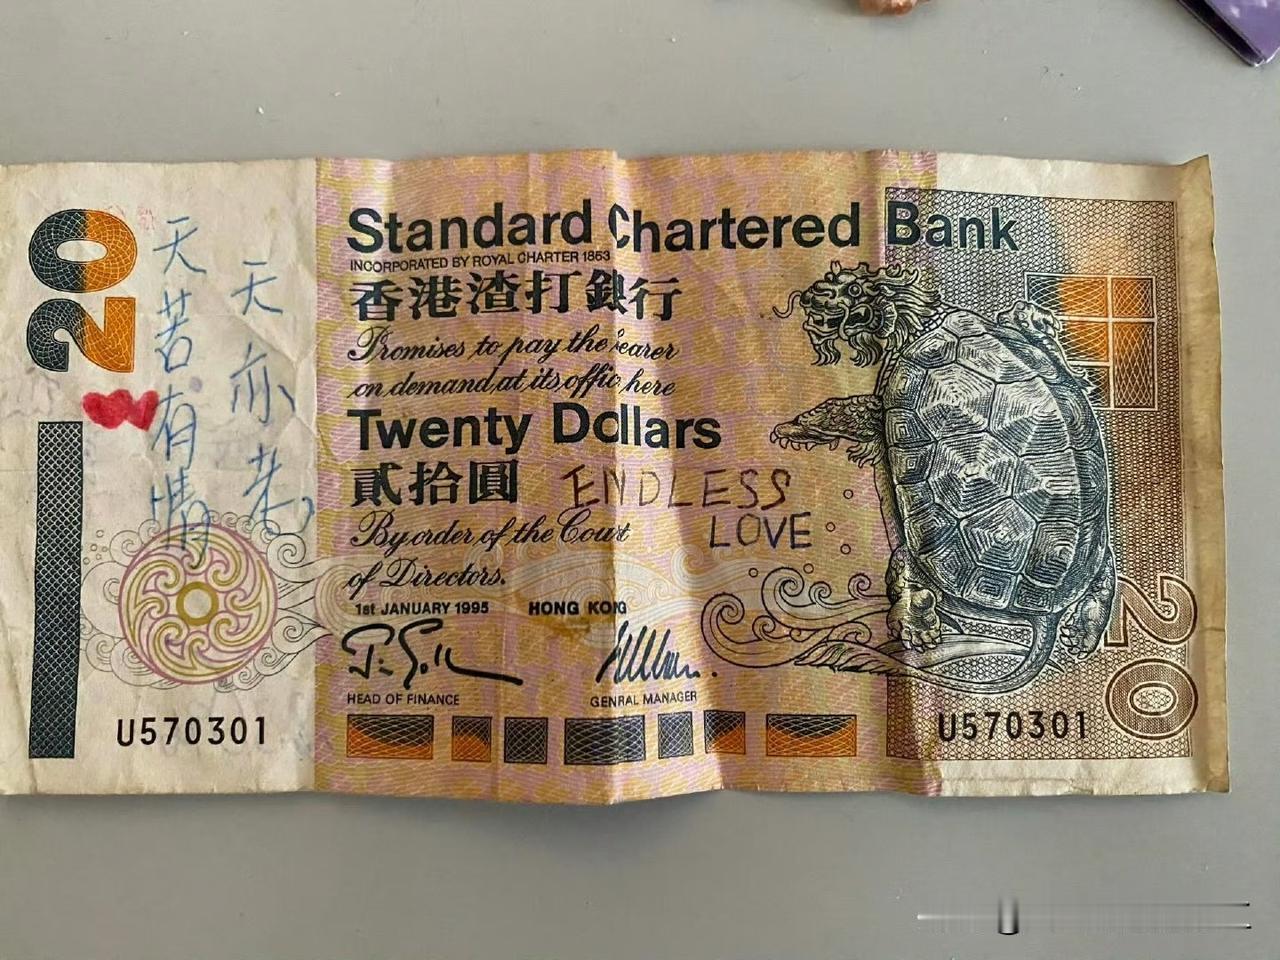 20
天若有情
天亦老
Standard Chartered Bank
INCORPORATED BY ROYAL CHARTER 1863
香港渣打銀行
Promises to pay the bearer
on demand at its office here
Twenty Dollars
貳拾圓
ENDLESS
LOVE
By order of the Court
of Directors.
1st JANUARY 1995 HONG KONG
HEAD OF FINANCE
GENRAL MANAGER
U570301
U570301
20